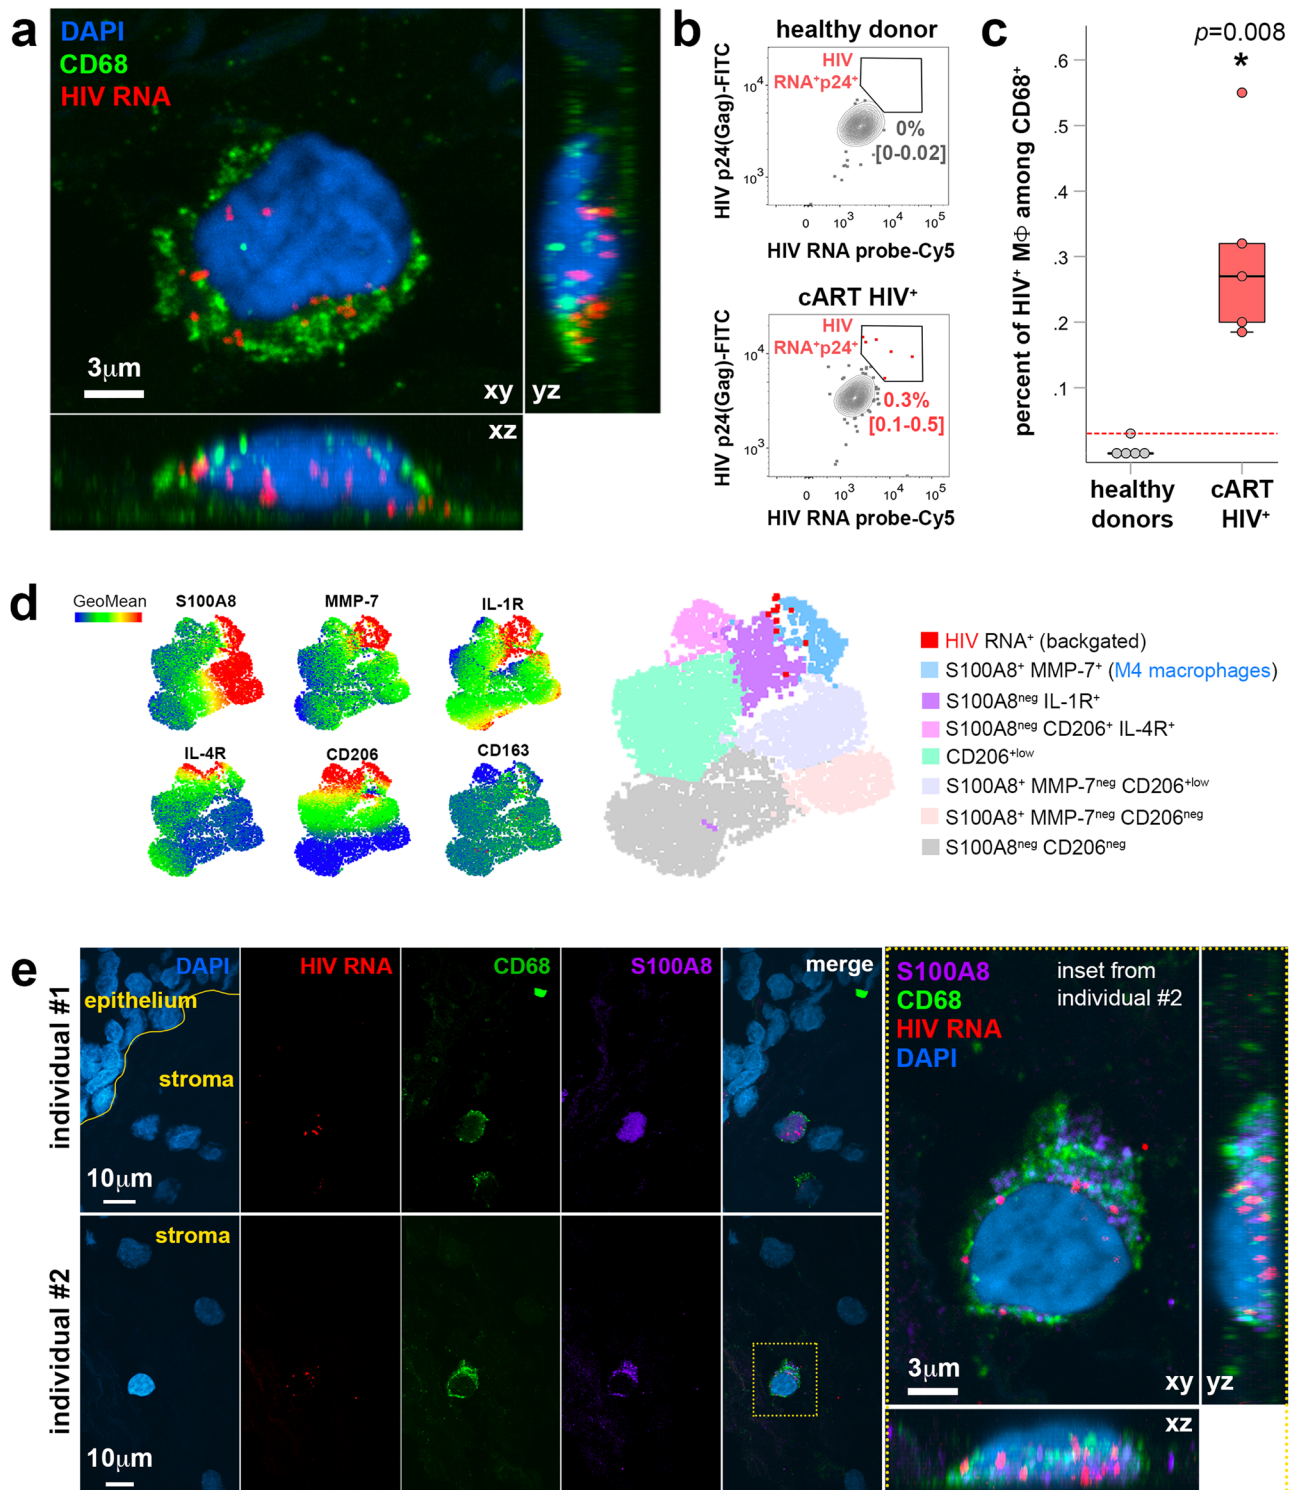 a
DAPI
CD68
HIV RNA
3μm
xy
yz
xz
b
healthy donor
HIV p24(Gag)-FITC
10⁴
10³
HIV
RNA⁺p24⁺
0%
[0-0.02]
0
10³
10⁴
10⁵
HIV RNA probe-Cy5
cART HIV⁺
HIV p24(Gag)-FITC
10⁴
10³
HIV
RNA⁺p24⁺
0.3%
[0.1-0.5]
0
10³
10⁴
10⁵
HIV RNA probe-Cy5
c
p=0.008
*
percent of HIV⁺ MΦ among CD68⁺
.6
.5
.4
.3
.2
.1
healthy
donors
cART
HIV⁺
d
GeoMean
S100A8
MMP-7
IL-1R
IL-4R
CD206
CD163
HIV RNA⁺ (backgated)
S100A8⁺ MMP-7⁺ (M4 macrophages)
S100A8ⁿᵉᵍ IL-1R⁺
S100A8ⁿᵉᵍ CD206⁺ IL-4R⁺
CD206⁺ˡᵒʷ
S100A8⁺ MMP-7ⁿᵉᵍ CD206⁺ˡᵒʷ
S100A8⁺ MMP-7ⁿᵉᵍ CD206ⁿᵉᵍ
S100A8ⁿᵉᵍ CD206ⁿᵉᵍ
e
individual #1
DAPI
epithelium
stroma
10μm
HIV RNA
CD68
S100A8
merge
individual #2
stroma
10μm
S100A8
CD68
HIV RNA
DAPI
inset from
individual #2
3μm
xy
yz
xz